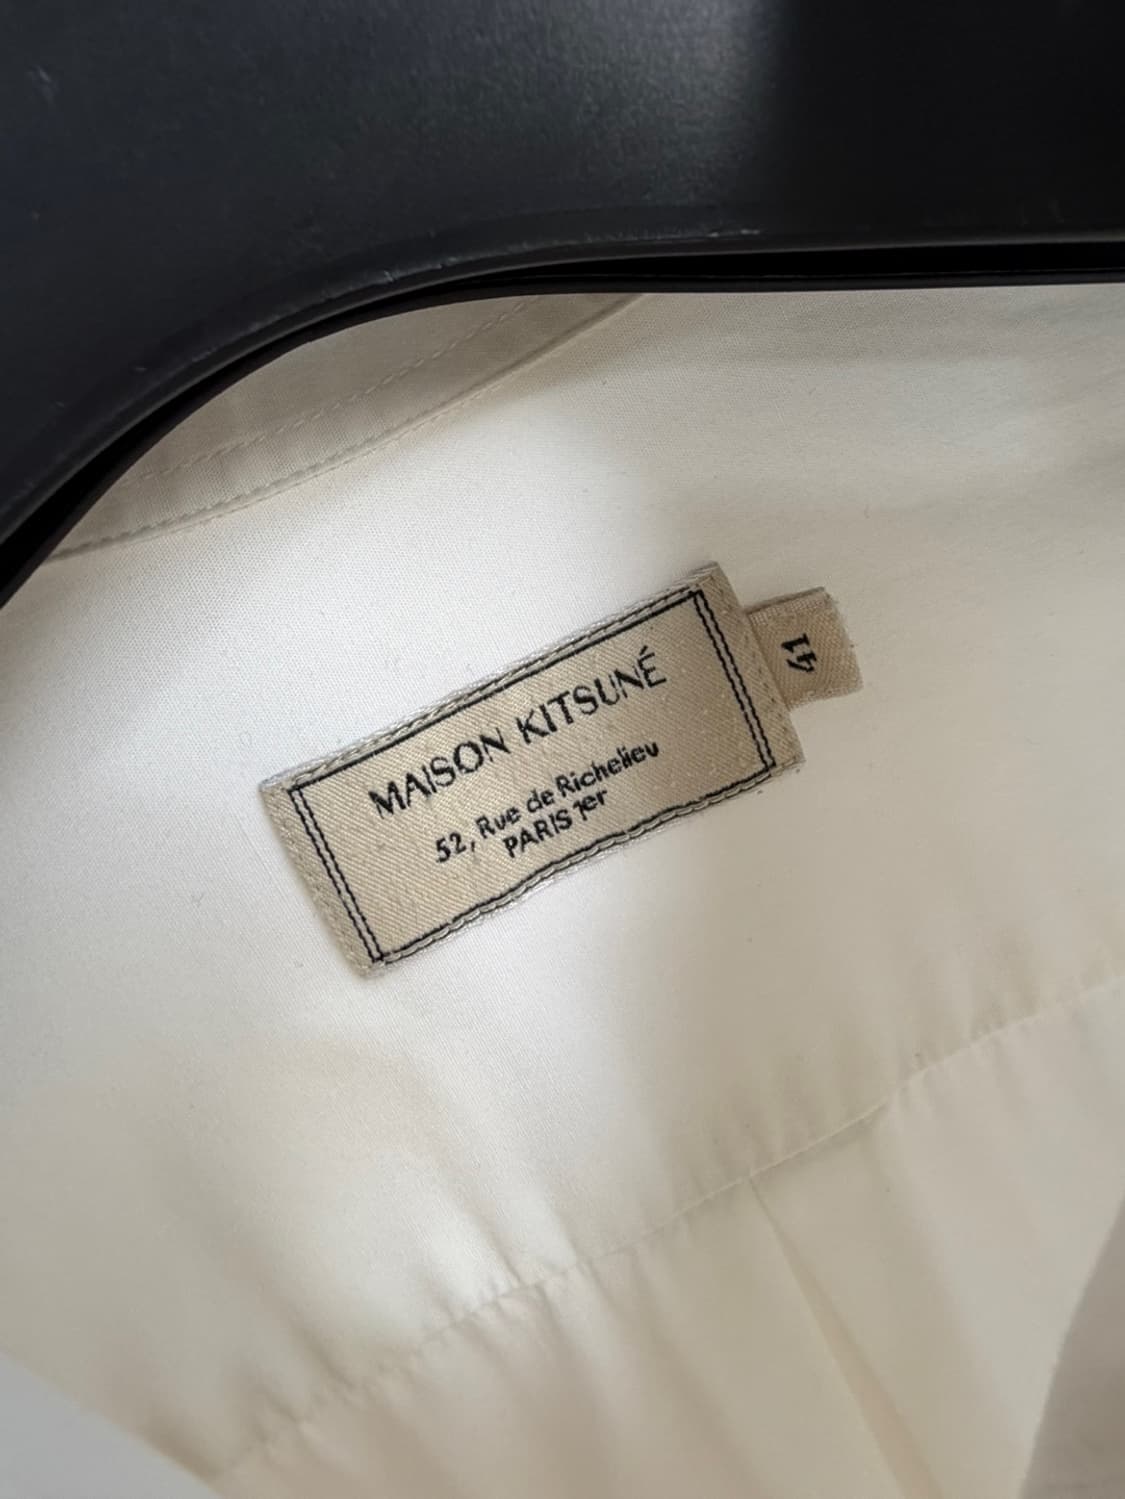 MAISON KITSUNÉ
52, Rue de Richelieu
PARIS 1er
41